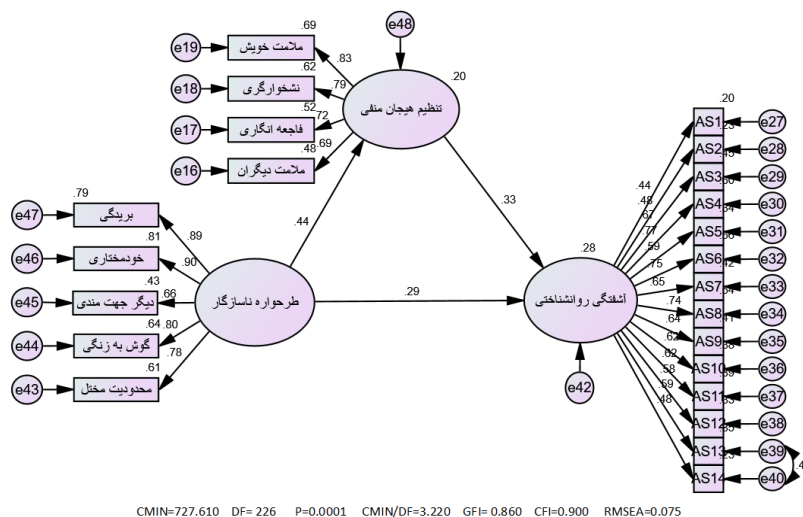 e48
.69
e19
ملامت خویش
.83
.62
.20
e18
نشخوارگری
.79
تنظیم هیجان منفی
.52
e17
فاجعه انگاری
.72
.48
.69
e16
ملامت دیگران
.20
AS1
e27
AS2
e28
AS3
e29
AS4
e30
AS5
e31
AS6
e32
AS7
e33
AS8
e34
AS9
e35
AS10
e36
AS11
e37
AS12
e38
AS13
e39
AS14
e40
.44
.48
.67
.77
.59
.75
.65
.74
.64
.62
.62
.58
.59
.48
.33
.28
آشفتگی روانشناختی
e42
.79
e47
بریدگی
.89
.44
.81
e46
خودمختاری
.90
.43
e45
دیگر جهت مندی
.66
طرحواره ناسازگار
.29
.64
.80
e44
گوش به زنگی
.78
.61
e43
محدودیت مختل
CMIN=727.610 DF= 226 P=0.0001 CMIN/DF=3.220 GFI= 0.860 CFI=0.900 RMSEA=0.075